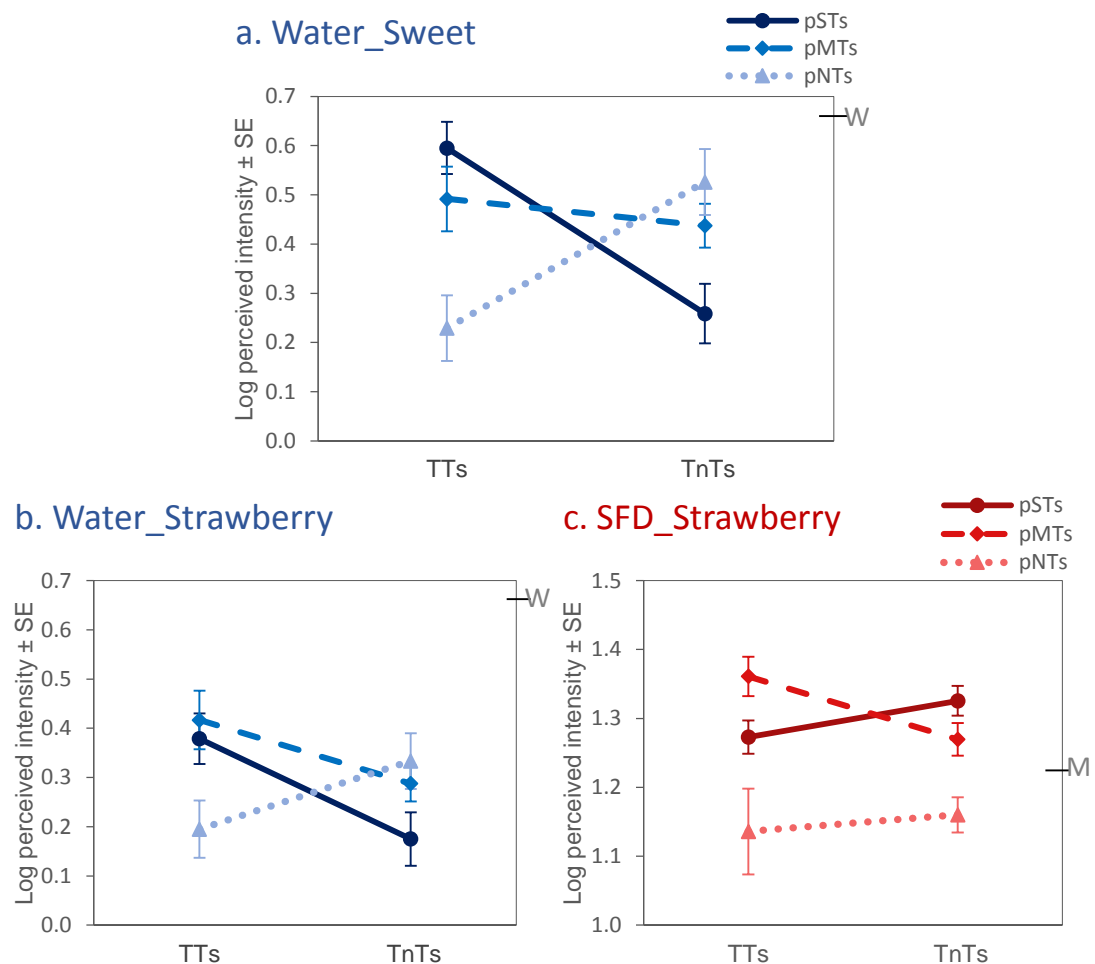 a. Water_Sweet
pSTs
pMTs
pNTs
Log perceived intensity ± SE
0.7
0.6
0.5
0.4
0.3
0.2
0.1
0.0
W
TTs
TnTs
b. Water_Strawberry
Log perceived intensity ± SE
0.7
0.6
0.5
0.4
0.3
0.2
0.1
0.0
W
TTs
TnTs
c. SFD_Strawberry
pSTs
pMTs
pNTs
Log perceived intensity ± SE
1.5
1.4
1.3
1.2
1.1
1.0
M
TTs
TnTs